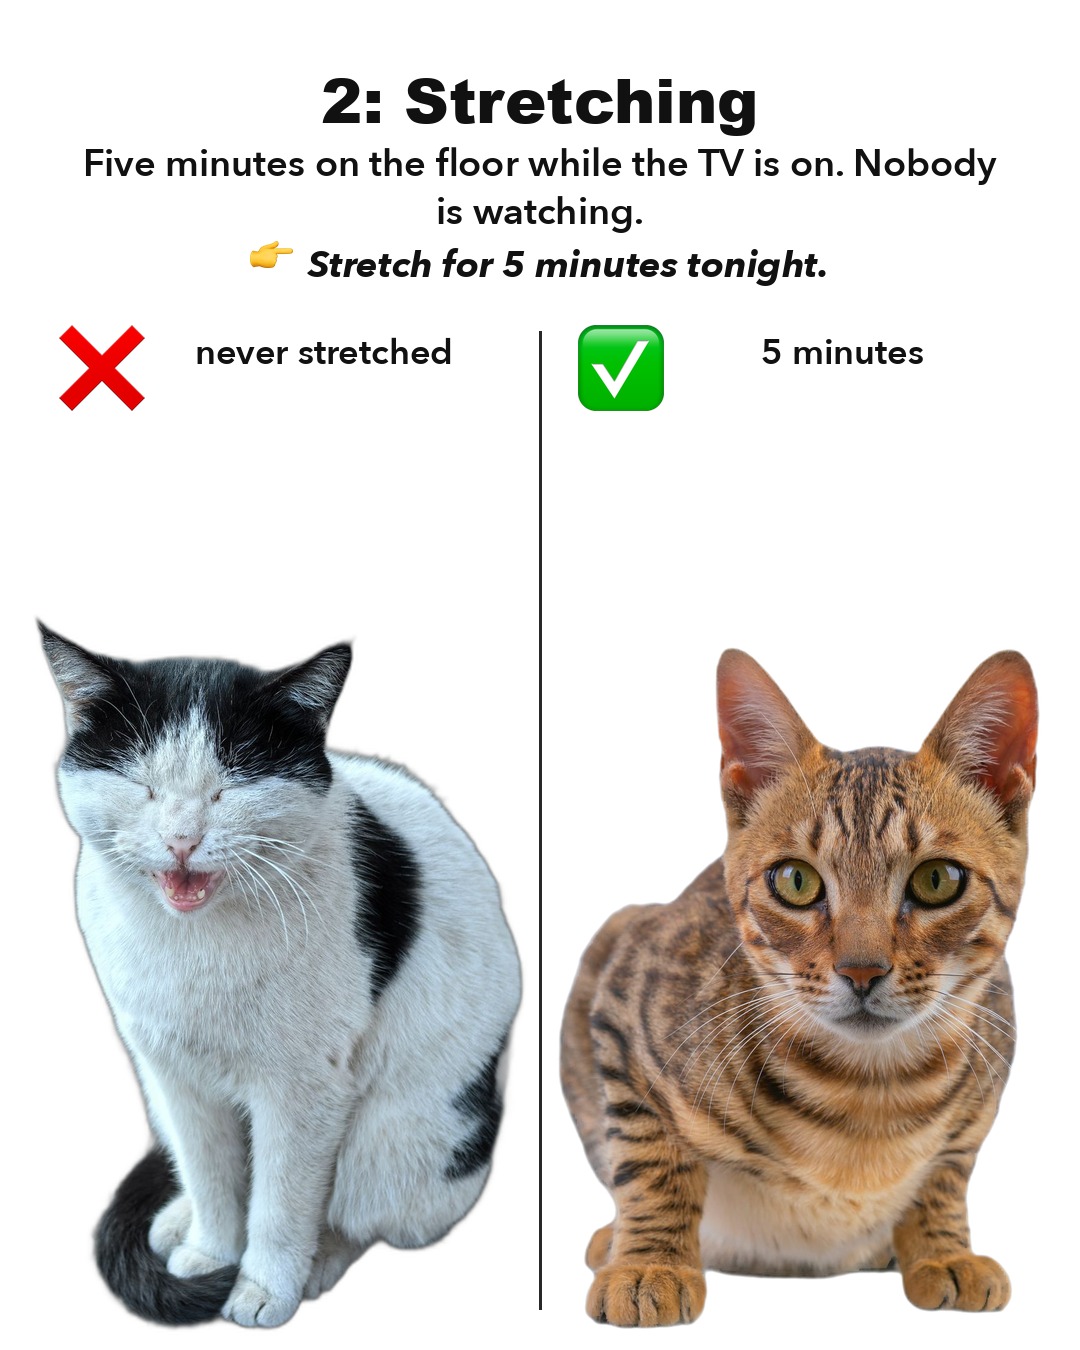 2: Stretching
Five minutes on the floor while the TV is on. Nobody
is watching.
👉 Stretch for 5 minutes tonight.
❌ never stretched
✅ 5 minutes